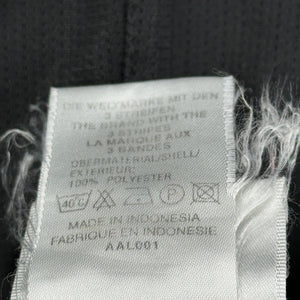 DIE WELTMARKE MIT DEN
3 STREIFEN
THE BRAND WITH THE
3 STRIPES
LA MARQUE AUX
3 BANDES
OBERMATERIAL/SHELL/
EXTERIEUR:
100% POLYESTER
40 C
MADE IN INDONESIA
FABRIQUE EN INDONESIE
AAL001